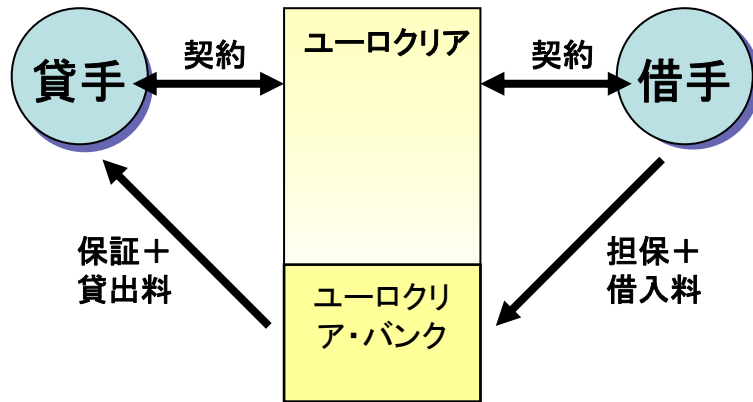 貸手
契約
ユーロクリア
契約
借手
保証＋
貸出料
ユーロクリ
ア・バンク
担保＋
借入料